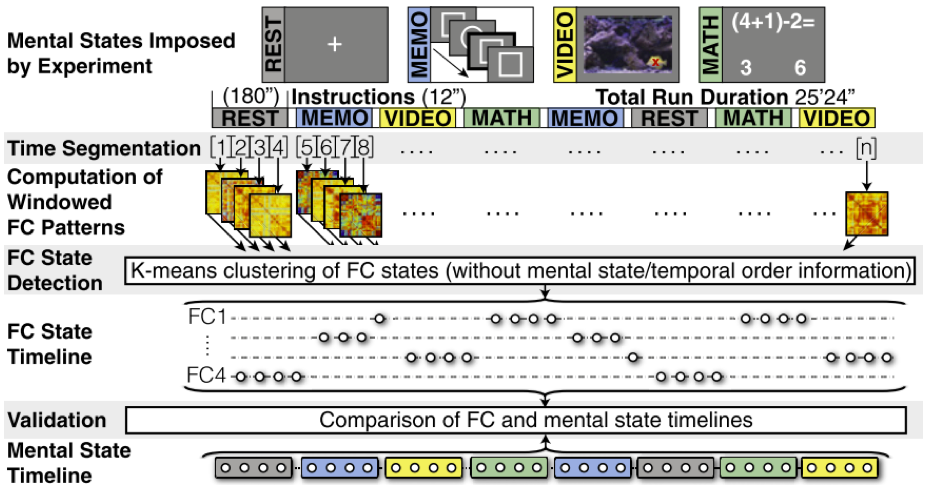 Mental States Imposed
by Experiment
REST
+
MEMO
VIDEO
MATH
(4+1)-2=
3 6
(180”) Instructions (12”) Total Run Duration 25’24”
REST MEMO VIDEO MATH MEMO REST MATH VIDEO
Time Segmentation [1][2][3][4] [5][6][7][8] .... .... .... .... .... ... [n]
Computation of
Windowed
FC Patterns
.... .... .... .... .... ...
FC State
Detection
K-means clustering of FC states (without mental state/temporal order information)
FC State
Timeline
FC1
FC4
Validation
Comparison of FC and mental state timelines
Mental State
Timeline